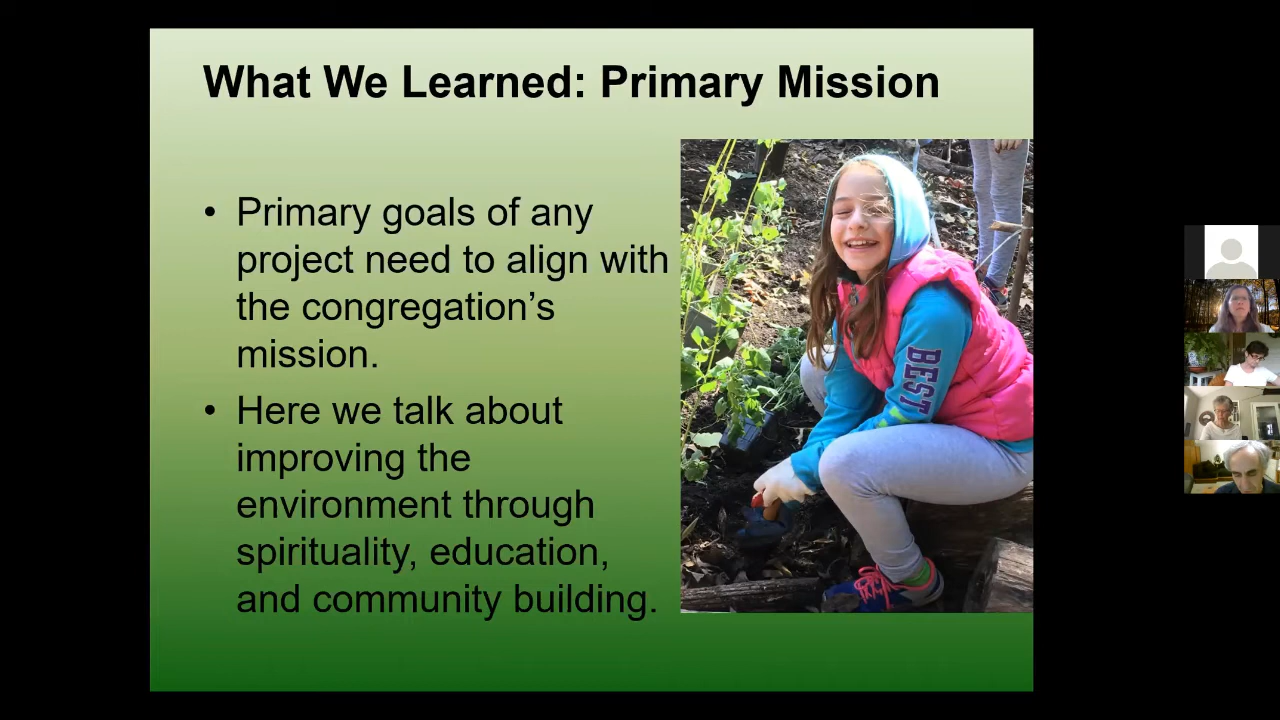 What We Learned: Primary Mission
• Primary goals of any
project need to align with
the congregation’s
mission.
• Here we talk about
improving the
environment through
spirituality, education,
and community building.
BEST